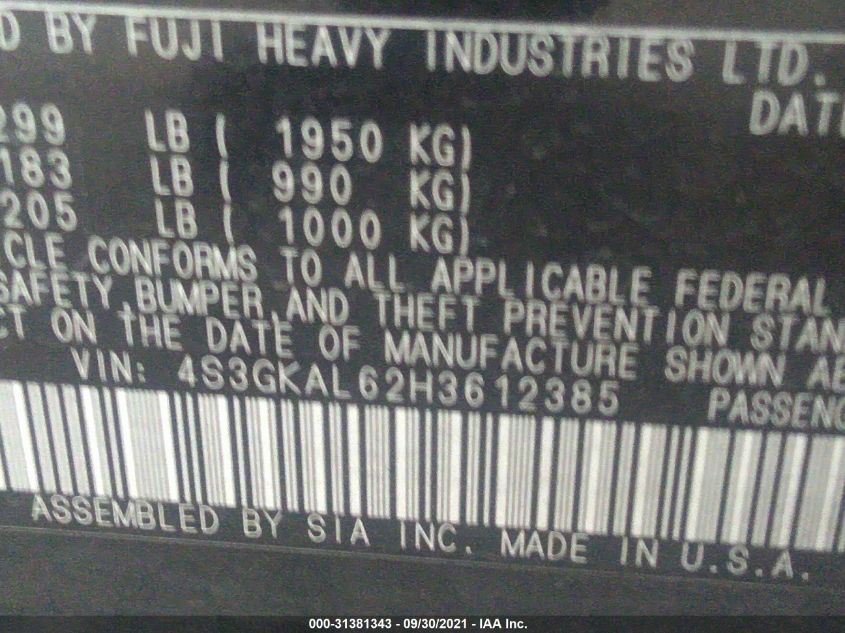 D BY FUJI HEAVY INDUSTRIES LTD.
DATE
299 LB ( 1950 KG)
183 LB ( 990 KG)
205 LB ( 1000 KG)
CLE CONFORMS TO ALL APPLICABLE FEDERAL
SAFETY,BUMPER,AND THEFT PREVENTION STAN
CT ON THE DATE OF MANUFACTURE SHOWN AB
VIN: 4S3GKAL62H3612385 PASSENG
ASSEMBLED BY SIA INC. MADE IN U.S.A.
000-31381343 - 09/30/2021 - IAA Inc.